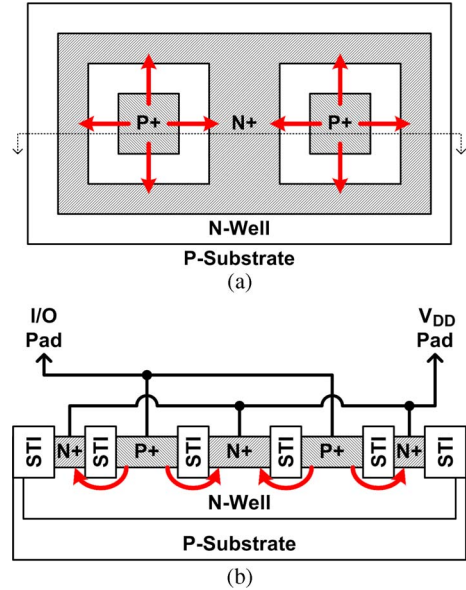 P+ N+ P+
N-Well
P-Substrate
(a)
I/O
Pad
VDD
Pad
STI N+ STI P+ STI N+ STI P+ STI N+ STI
N-Well
P-Substrate
(b)